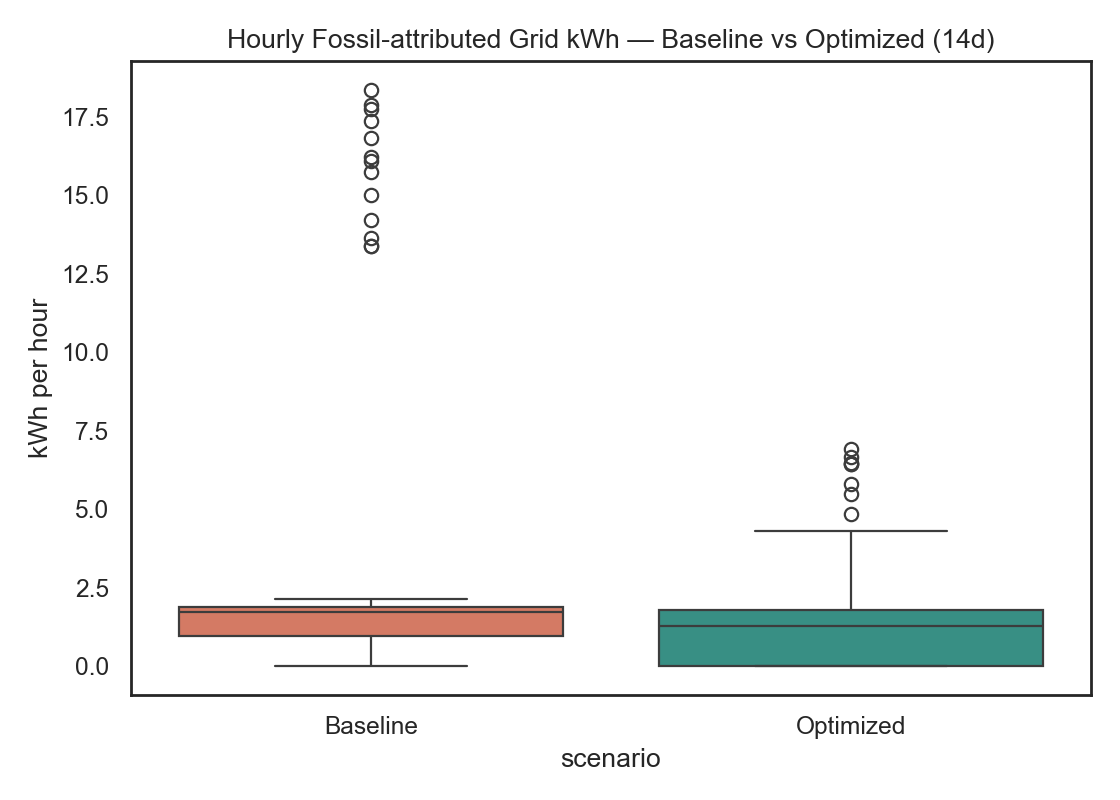 Hourly Fossil-attributed Grid kWh — Baseline vs Optimized (14d)
17.5
15.0
12.5
10.0
7.5
5.0
2.5
0.0
kWh per hour
Baseline
Optimized
scenario